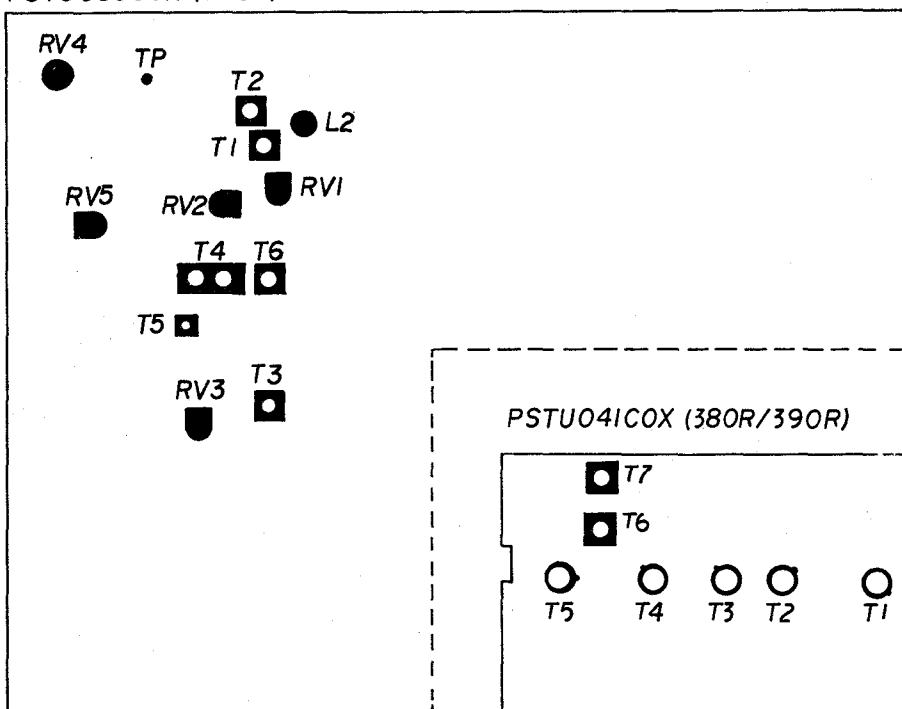 RV4
TP
T2
L2
T1
RV1
RV5
RV2
T4
T6
T5
T3
RV3
PSTU041COX (380R/390R)
T7
T6
T5
T4
T3
T2
T1